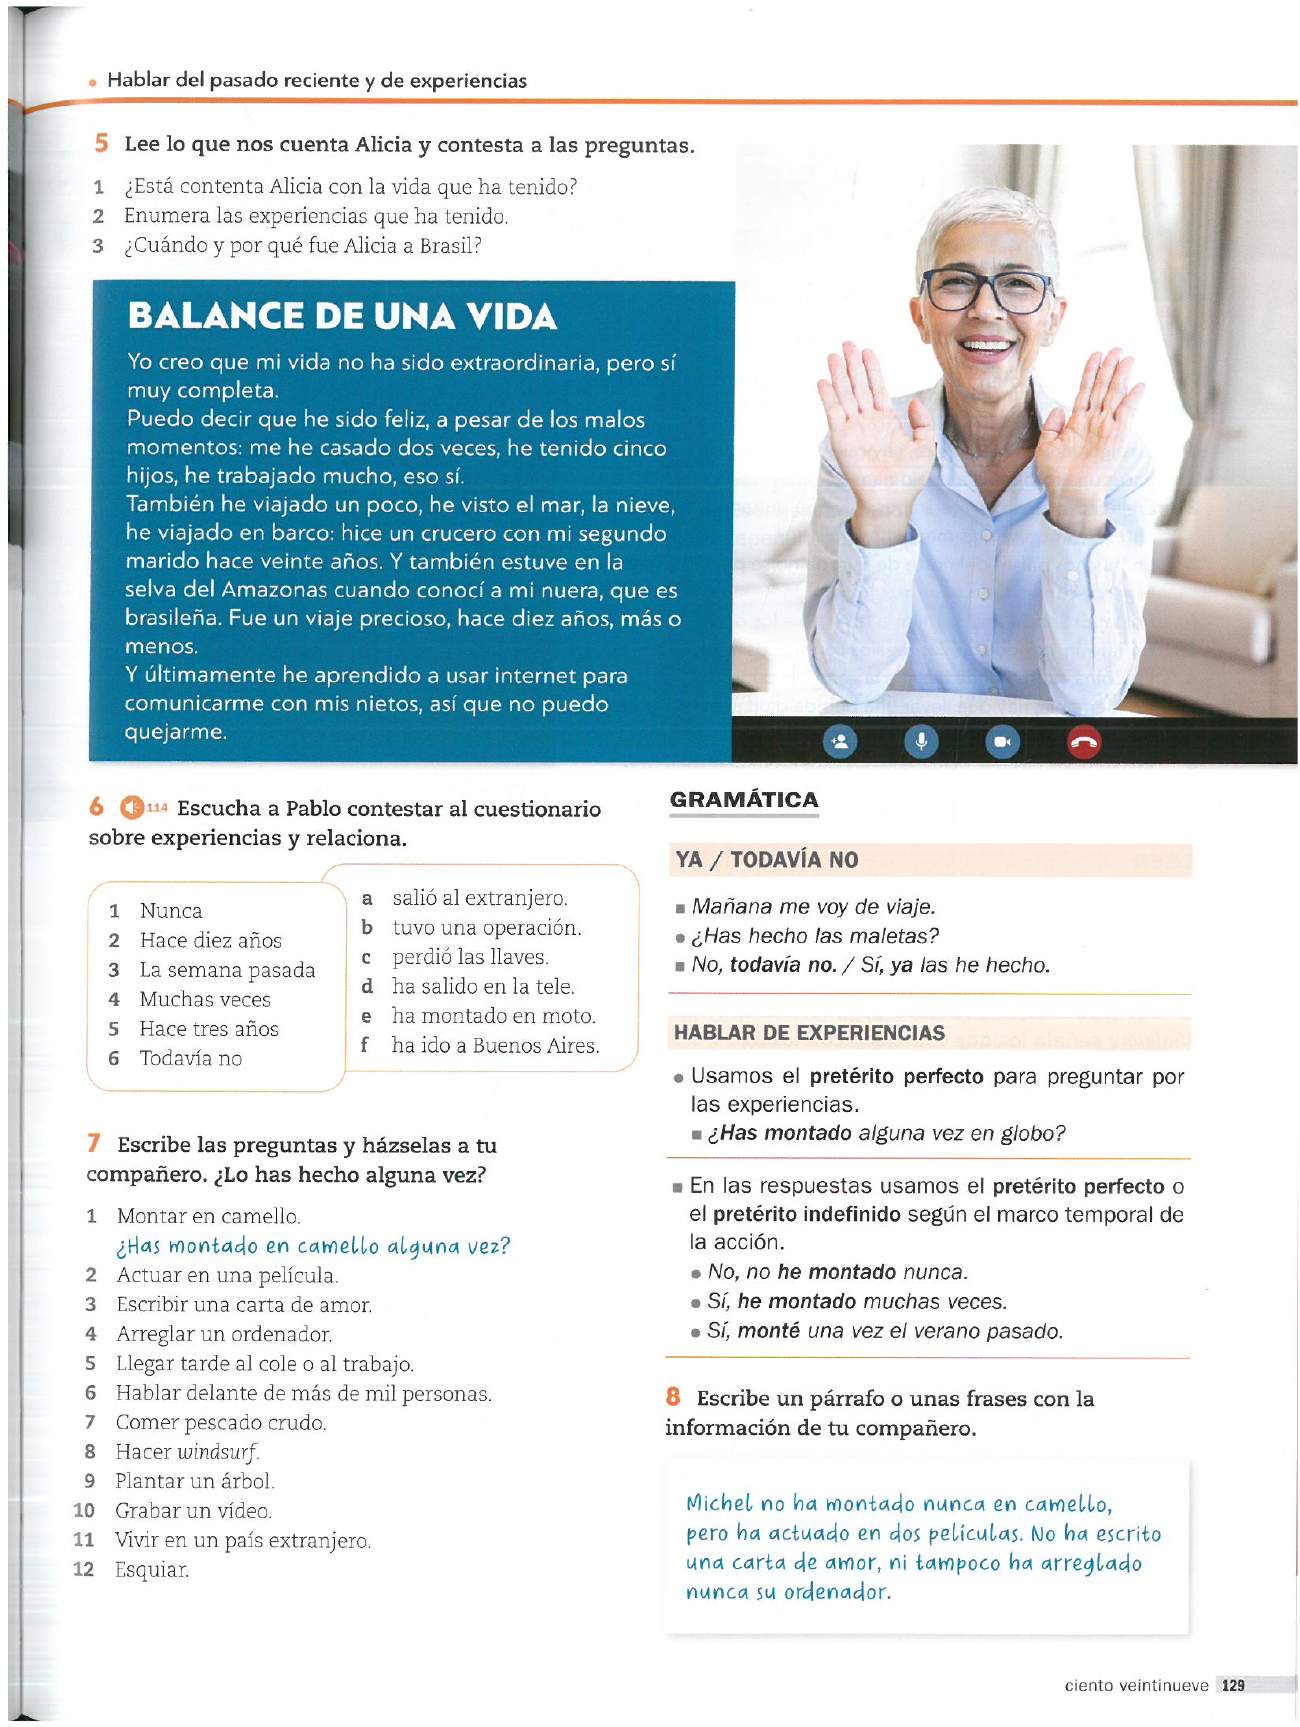 Hablar del pasado reciente y de experiencias
5 Lee lo que nos cuenta Alicia y contesta a las preguntas.
1 ¿Está contenta Alicia con la vida que ha tenido?
2 Enumera las experiencias que ha tenido.
3 ¿Cuándo y por qué fue Alicia a Brasil?
BALANCE DE UNA VIDA
Yo creo que mi vida no ha sido extraordinaria, pero sí
muy completa.
Puedo decir que he sido feliz, a pesar de los malos
momentos: me he casado dos veces, he tenido cinco
hijos, he trabajado mucho, eso sí.
También he viajado un poco, he visto el mar, la nieve,
he viajado en barco: hice un crucero con mi segundo
marido hace veinte años. Y también estuve en la
selva del Amazonas cuando conocí a mi nuera, que es
brasileña. Fue un viaje precioso, hace diez años, más o
menos.
Y últimamente he aprendido a usar internet para
comunicarme con mis nietos, así que no puedo
quejarme.
6 114 Escucha a Pablo contestar al cuestionario
sobre experiencias y relaciona.
1 Nunca
2 Hace diez años
3 La semana pasada
4 Muchas veces
5 Hace tres años
6 Todavía no
a salió al extranjero.
b tuvo una operación.
c perdió las llaves.
d ha salido en la tele.
e ha montado en moto.
f ha ido a Buenos Aires.
7 Escribe las preguntas y házselas a tu
compañero. ¿Lo has hecho alguna vez?
1 Montar en camello.
¿Has montado en camello alguna vez?
2 Actuar en una película.
3 Escribir una carta de amor.
4 Arreglar un ordenador.
5 Llegar tarde al cole o al trabajo.
6 Hablar delante de más de mil personas.
7 Comer pescado crudo.
8 Hacer windsurf.
9 Plantar un árbol.
10 Grabar un vídeo.
11 Vivir en un país extranjero.
12 Esquiar.
GRAMÁTICA
YA / TODAVÍA NO
Mañana me voy de viaje.
¿Has hecho las maletas?
No, todavía no. / Sí, ya las he hecho.
HABLAR DE EXPERIENCIAS
Usamos el pretérito perfecto para preguntar por
las experiencias.
¿Has montado alguna vez en globo?
En las respuestas usamos el pretérito perfecto o
el pretérito indefinido según el marco temporal de
la acción.
No, no he montado nunca.
Sí, he montado muchas veces.
Sí, monté una vez el verano pasado.
8 Escribe un párrafo o unas frases con la
información de tu compañero.
Michel no ha montado nunca en camello,
pero ha actuado en dos películas. No ha escrito
una carta de amor, ni tampoco ha arreglado
nunca su ordenador.
ciento veintinueve 129